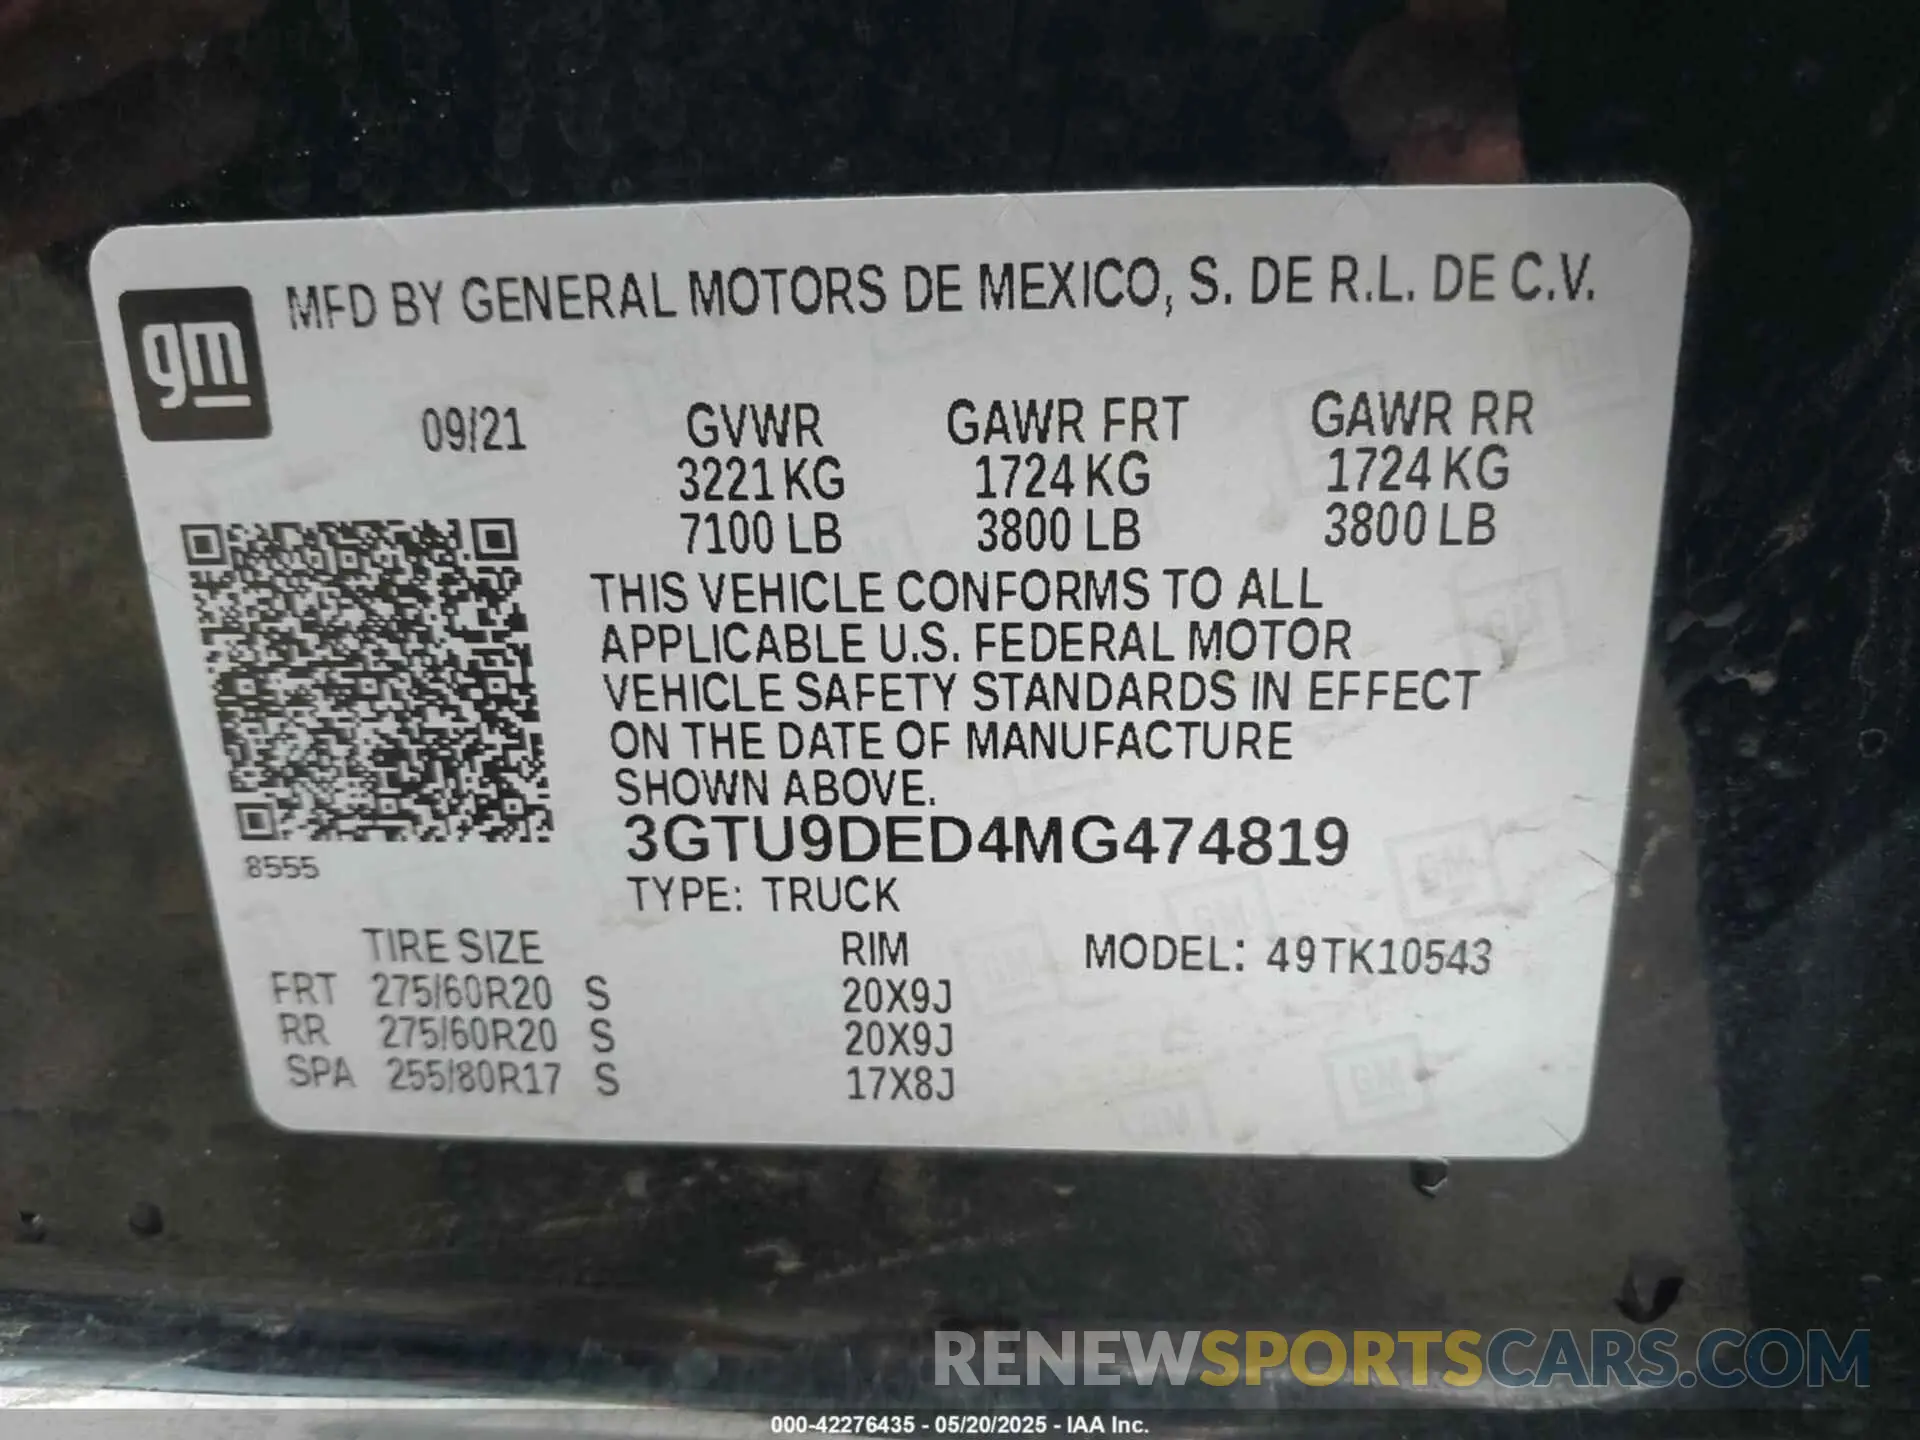 gm
MFD BY GENERAL MOTORS DE MEXICO, S. DE R.L. DE C.V.
09/21 GVWR GAWR FRT GAWR RR
3221 KG 1724 KG 1724 KG
7100 LB 3800 LB 3800 LB
THIS VEHICLE CONFORMS TO ALL
APPLICABLE U.S. FEDERAL MOTOR
VEHICLE SAFETY STANDARDS IN EFFECT
ON THE DATE OF MANUFACTURE
SHOWN ABOVE.
3GTU9DED4MG474819
8555
TYPE: TRUCK
TIRE SIZE RIM MODEL: 49TK10543
FRT 275/60R20 S 20X9J
RR 275/60R20 S 20X9J
SPA 255/80R17 S 17X8J
RENEWSPORTSCARS.COM
000-42276435 - 05/20/2025 - IAA Inc.